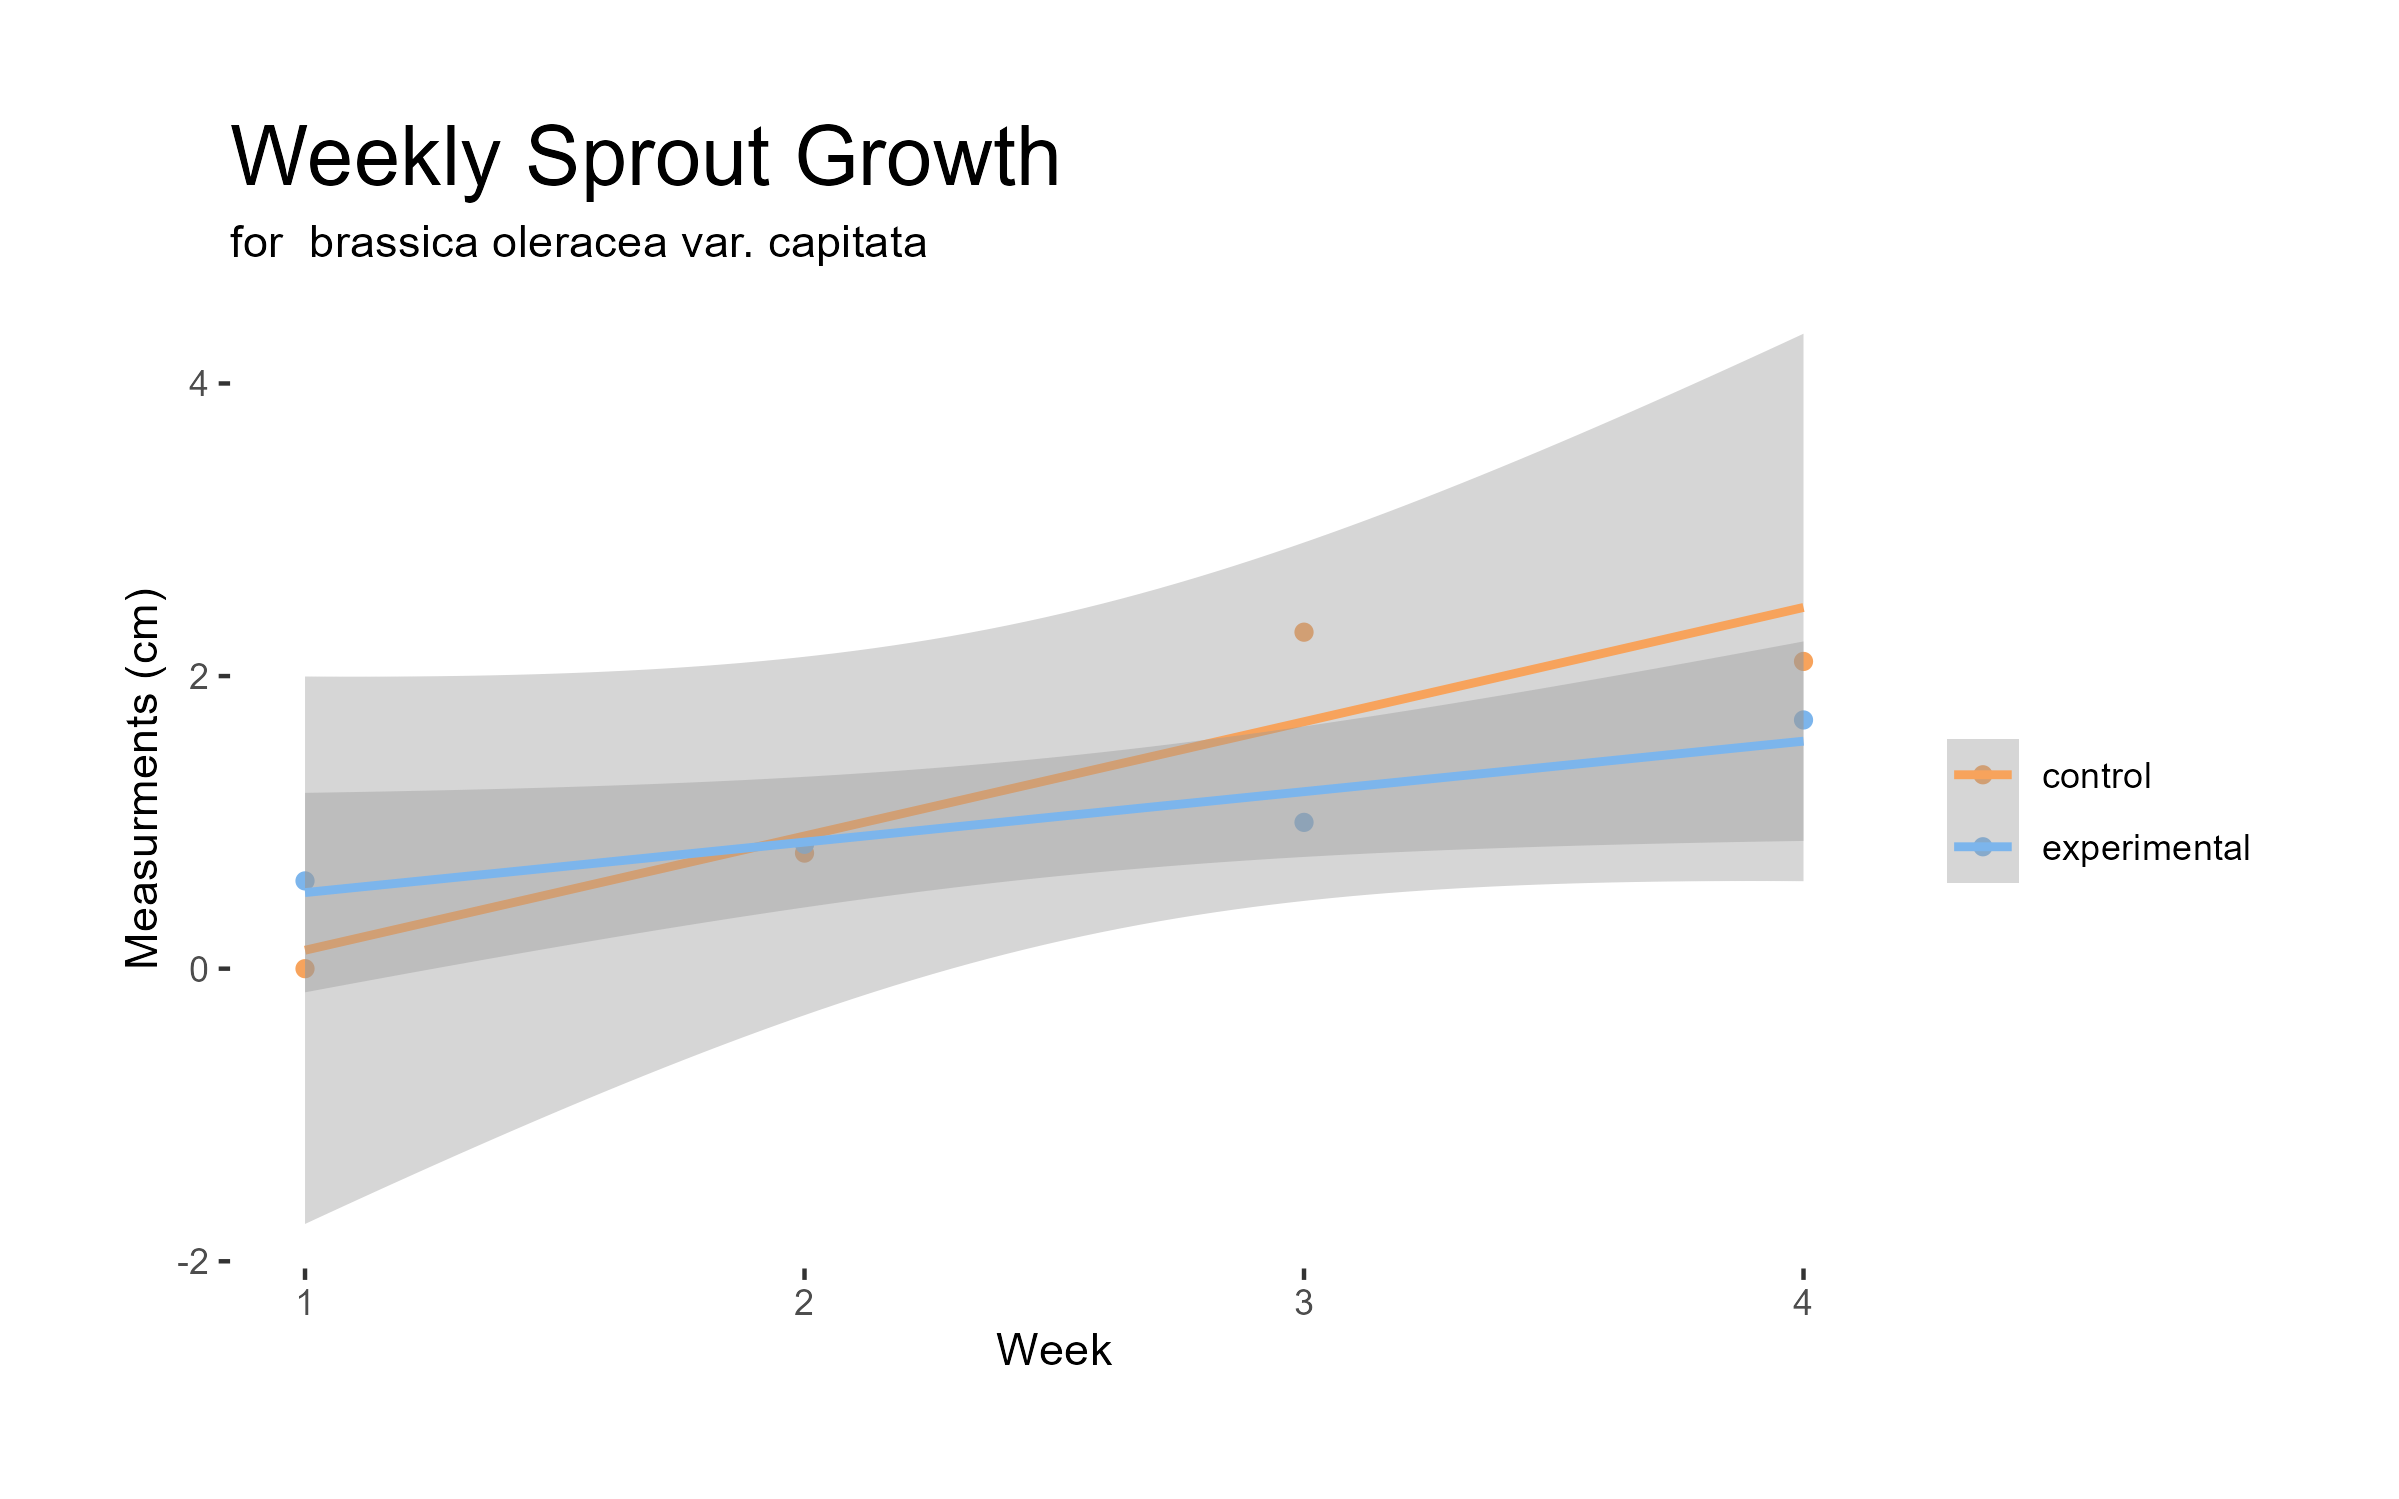 Weekly Sprout Growth
for  brassica oleracea var. capitata
Measurments (cm)
4
2
0
-2
1 2 3 4
Week
control
experimental